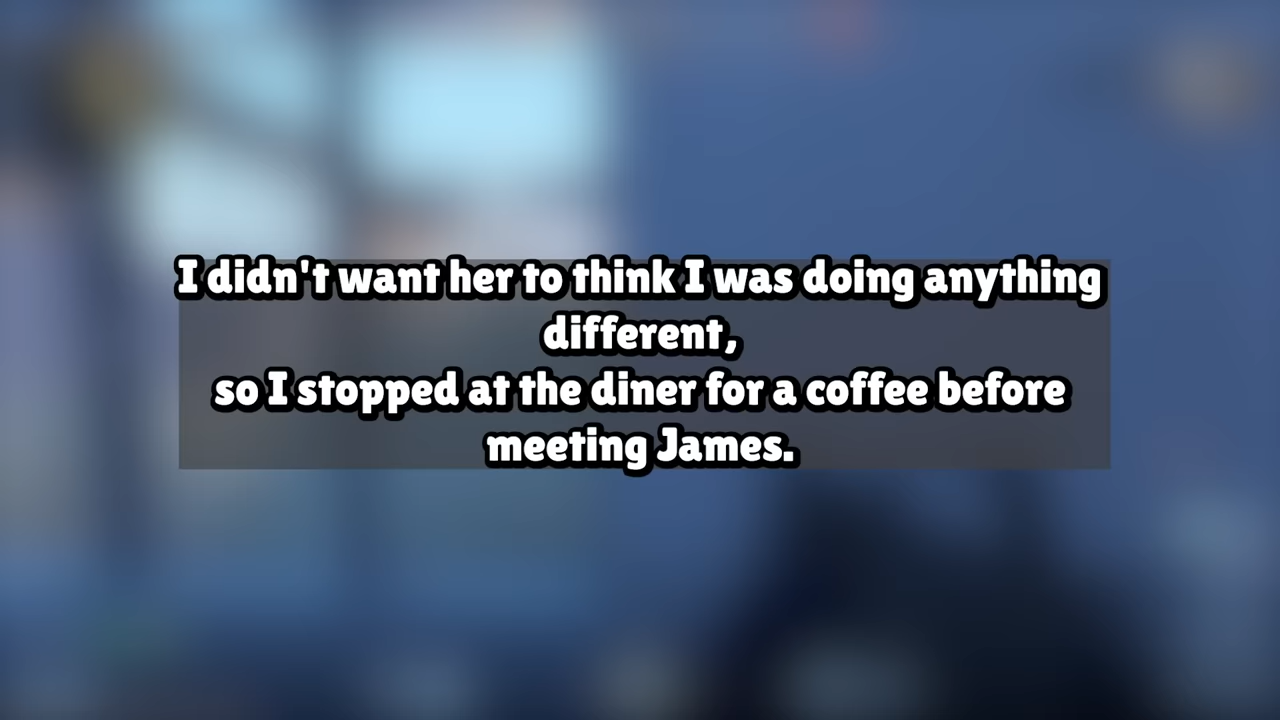 I didn't want her to think I was doing anything
different,
so I stopped at the diner for a coffee before
meeting James.